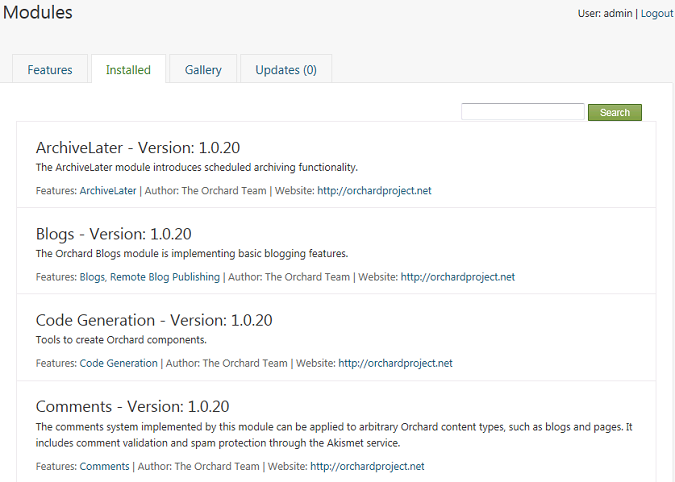 Modules
User: admin | Logout
Features
Installed
Gallery
Updates (0)
Search
ArchiveLater - Version: 1.0.20
The ArchiveLater module introduces scheduled archiving functionality.
Features: ArchiveLater | Author: The Orchard Team | Website: http://orchardproject.net
Blogs - Version: 1.0.20
The Orchard Blogs module is implementing basic blogging features.
Features: Blogs, Remote Blog Publishing | Author: The Orchard Team | Website: http://orchardproject.net
Code Generation - Version: 1.0.20
Tools to create Orchard components.
Features: Code Generation | Author: The Orchard Team | Website: http://orchardproject.net
Comments - Version: 1.0.20
The comments system implemented by this module can be applied to arbitrary Orchard content types, such as blogs and pages. It
includes comment validation and spam protection through the Akismet service.
Features: Comments | Author: The Orchard Team | Website: http://orchardproject.net